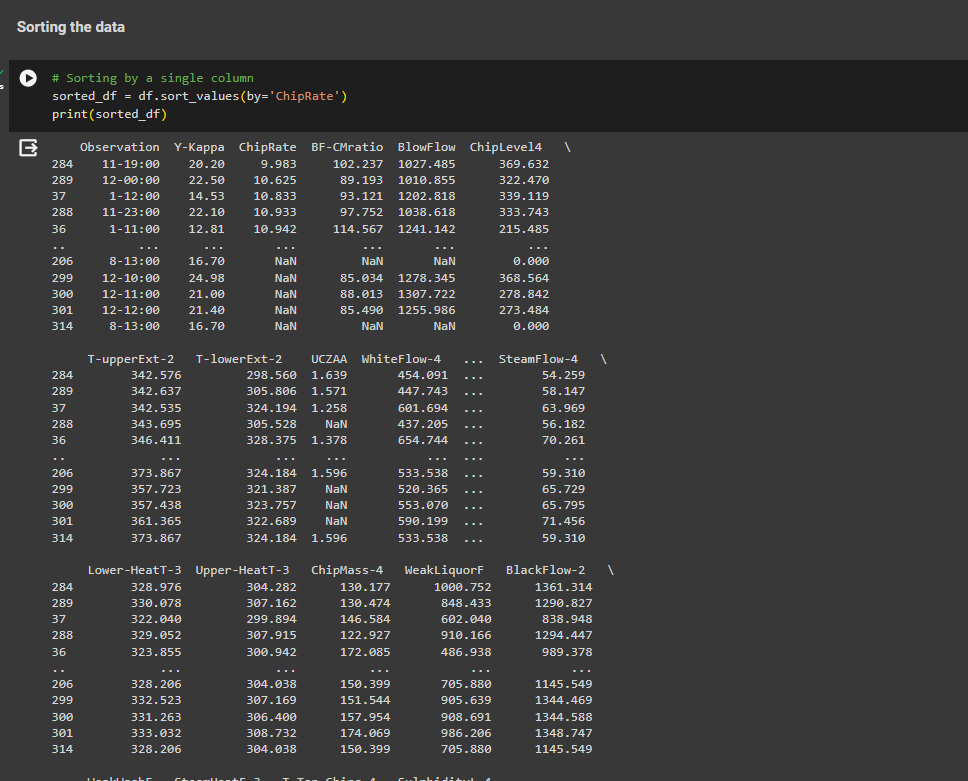 Sorting the data
# Sorting by a single column
sorted_df = df.sort_values(by='ChipRate')
print(sorted_df)
Observation Y-Kappa ChipRate BF-CMratio BlowFlow ChipLevel4 \
284 11-19:00 20.20 9.983 102.237 1027.485 369.632
289 12-00:00 22.50 10.625 89.193 1010.855 322.470
37 1-12:00 14.53 10.833 93.121 1202.818 339.119
288 11-23:00 22.10 10.933 97.752 1038.618 333.743
36 1-11:00 12.81 10.942 114.567 1241.142 215.485
.. ... ... ... ... ... ...
206 8-13:00 16.70 NaN NaN NaN 0.000
299 12-10:00 24.98 NaN 85.034 1278.345 368.564
300 12-11:00 21.00 NaN 88.013 1307.722 278.842
301 12-12:00 21.40 NaN 85.490 1255.986 273.484
314 8-13:00 16.70 NaN NaN NaN 0.000
T-upperExt-2 T-lowerExt-2 UCZAA WhiteFlow-4 ... SteamFlow-4 \
284 342.576 298.560 1.639 454.091 ... 54.259
289 342.637 305.806 1.571 447.743 ... 58.147
37 342.535 324.194 1.258 601.694 ... 63.969
288 343.695 305.528 NaN 437.205 ... 56.182
36 346.411 328.375 1.378 654.744 ... 70.261
.. ... ... ... ... ... ...
206 373.867 324.184 1.596 533.538 ... 59.310
299 357.723 321.387 NaN 520.365 ... 65.729
300 357.438 323.757 NaN 553.070 ... 65.795
301 361.365 322.689 NaN 590.199 ... 71.456
314 373.867 324.184 1.596 533.538 ... 59.310
Lower-HeatT-3 Upper-HeatT-3 ChipMass-4 WeakLiquorF BlackFlow-2 \
284 328.976 304.282 130.177 1000.752 1361.314
289 330.078 307.162 130.474 848.433 1290.827
37 322.040 299.894 146.584 602.040 838.948
288 329.052 307.915 122.927 910.166 1294.447
36 323.855 300.942 172.085 486.938 989.378
.. ... ... ... ... ...
206 328.206 304.038 150.399 705.880 1145.549
299 332.523 307.169 151.544 905.639 1344.469
300 331.263 306.400 157.954 908.691 1344.588
301 333.032 308.732 174.069 986.206 1348.747
314 328.206 304.038 150.399 705.880 1145.549